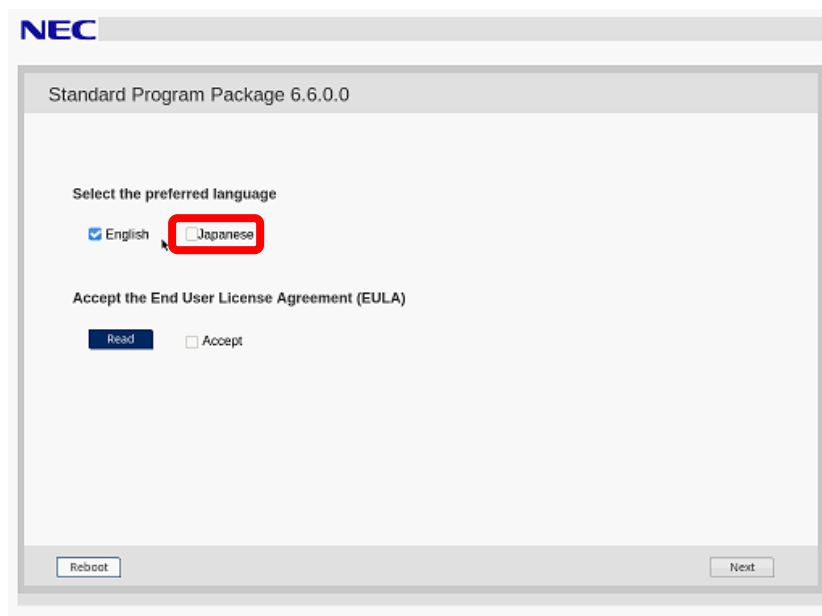 NEC
Standard Program Package 6.6.0.0
Select the preferred language
English Japanese
Accept the End User License Agreement (EULA)
Read Accept
Reboot Next